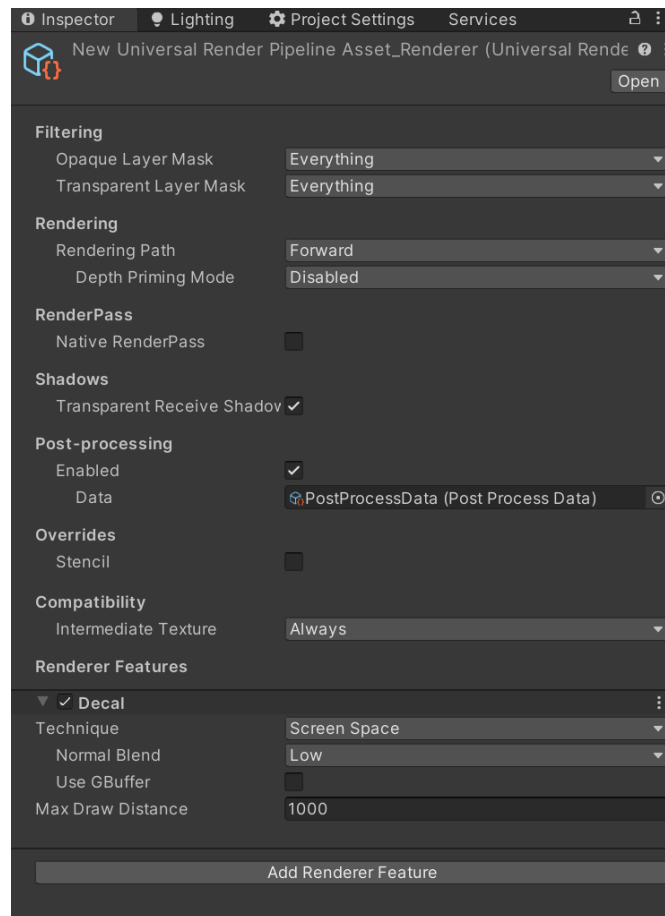 Inspector Lighting Project Settings Services
New Universal Render Pipeline Asset_Renderer (Universal Rende
Open
Filtering
Opaque Layer Mask Everything
Transparent Layer Mask Everything
Rendering
Rendering Path Forward
Depth Priming Mode Disabled
RenderPass
Native RenderPass
Shadows
Transparent Receive Shadov
Post-processing
Enabled
Data PostProcessData (Post Process Data)
Overrides
Stencil
Compatibility
Intermediate Texture Always
Renderer Features
Decal
Technique Screen Space
Normal Blend Low
Use GBuffer
Max Draw Distance 1000
Add Renderer Feature